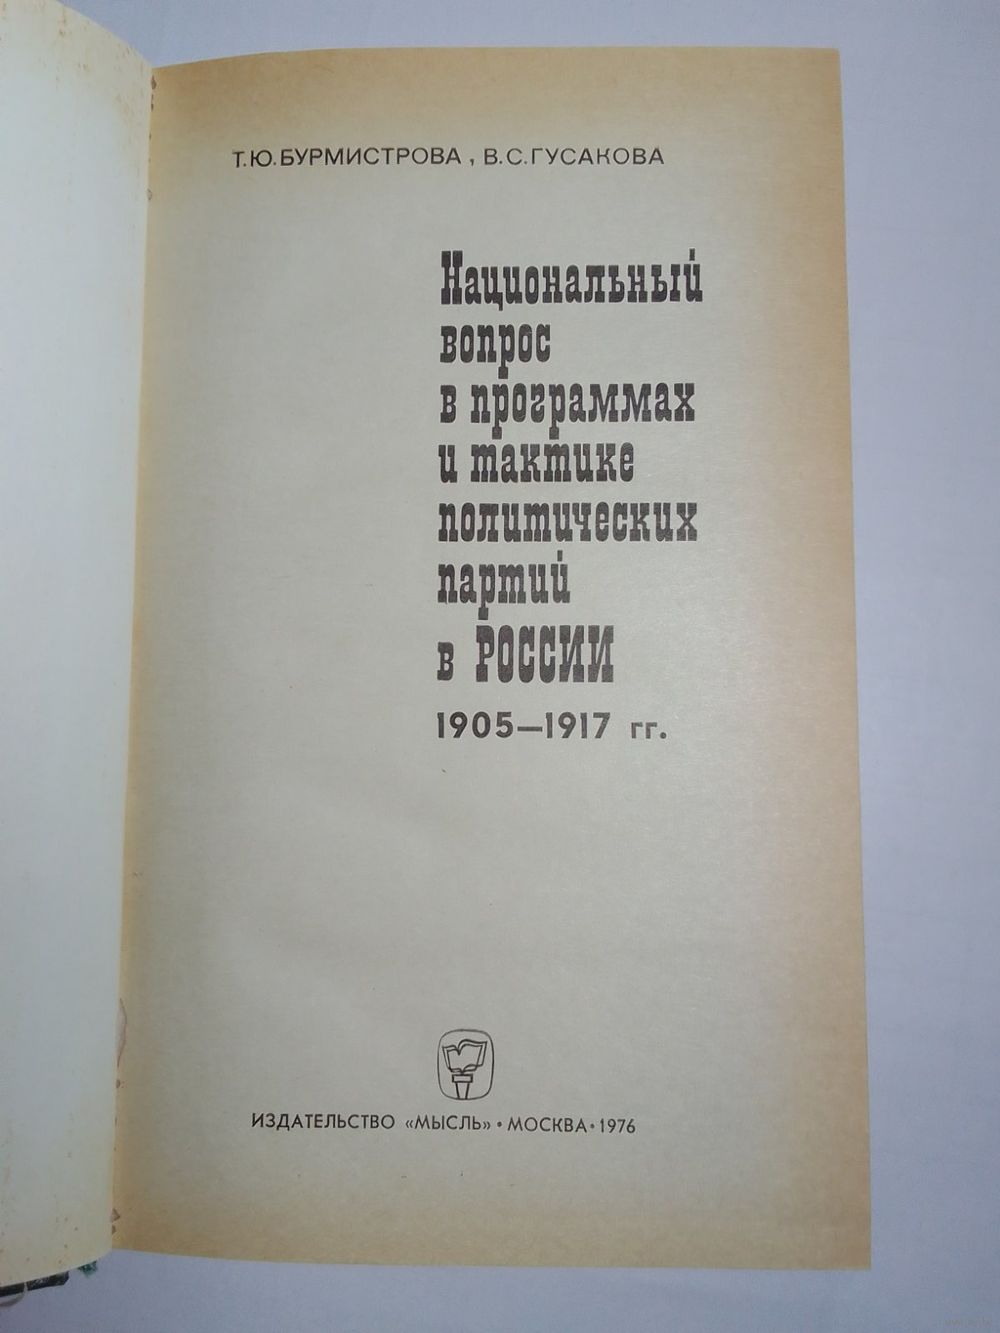 Т.Ю.БУРМИСТРОВА, В.С.ГУСАКОВА
Национальный
вопрос
в программах
и тактике
политических
партий
в РОССИИ
1905—1917 гг.
ИЗДАТЕЛЬСТВО «МЫСЛЬ» • МОСКВА • 1976